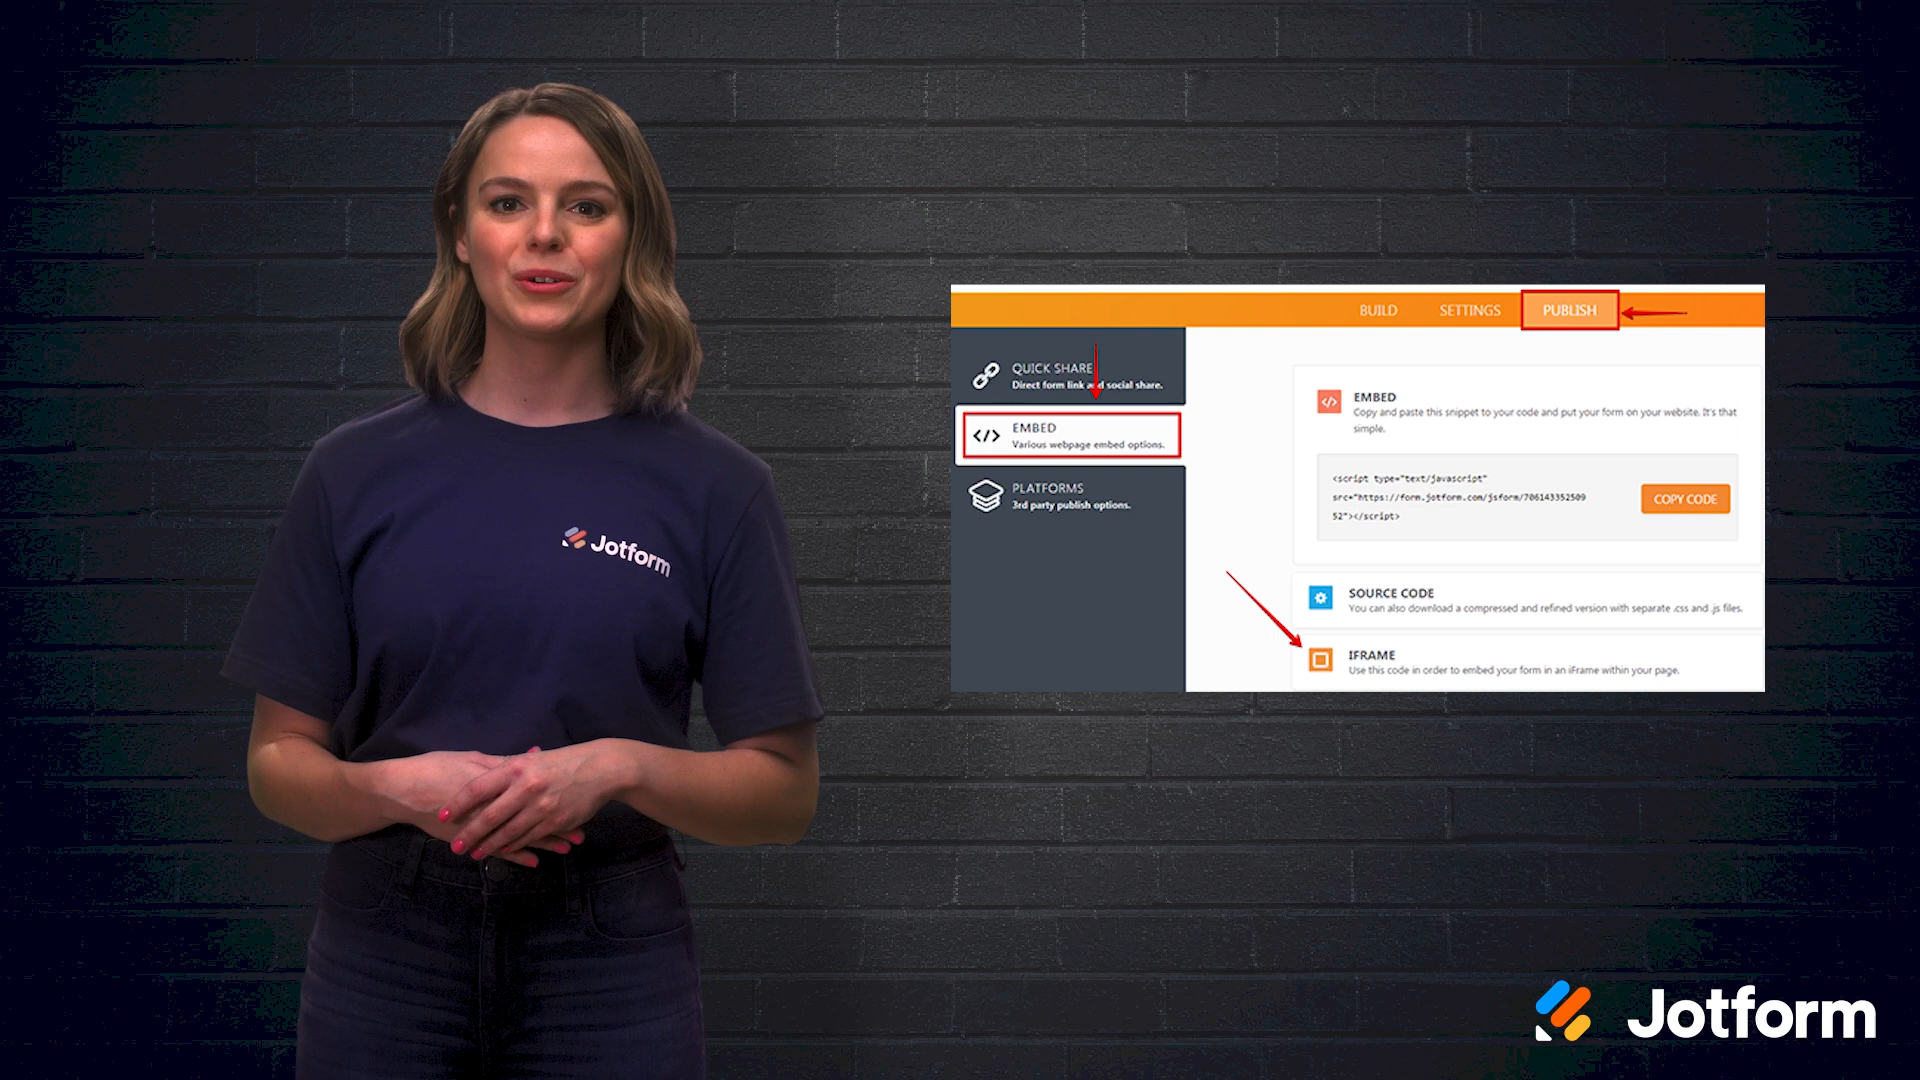 BUILD SETTINGS PUBLISH
QUICK SHARE
Direct form link and social share.
EMBED
Various webpage embed options.
PLATFORMS
3rd party publish options.
EMBED
Copy and paste this snippet to your code and put your form on your website. It's that
simple.
<script type="text/javascript"
src="https://form.jotform.com/jsform/706143352509
52"></script>
COPY CODE
SOURCE CODE
You can also download a compressed and refined version with separate .css and .js files.
IFRAME
Use this code in order to embed your form in an iFrame within your page.
Jotform
Jotform